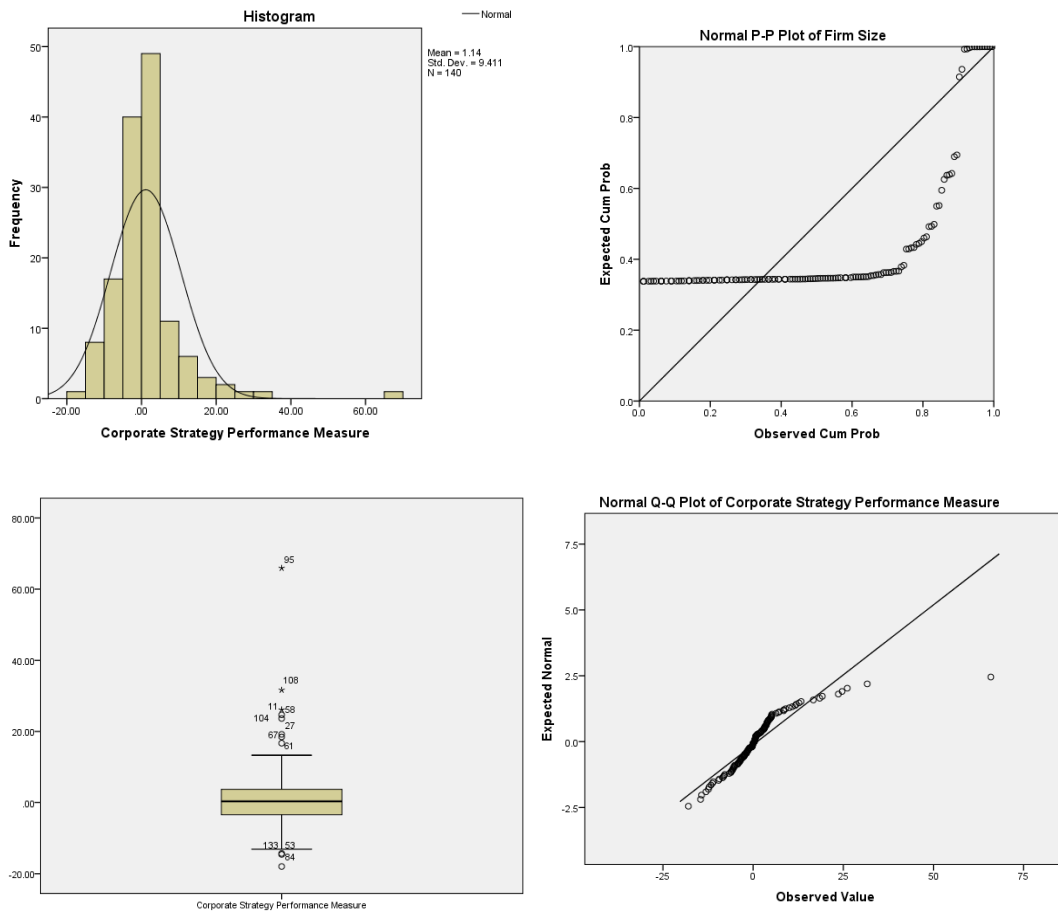 Histogram
Normal
Mean = 1.14
Std. Dev. = 9.411
N = 140
50
40
30
20
10
0
Frequency
-20.00 .00 20.00 40.00 60.00
Corporate Strategy Performance Measure
Normal P-P Plot of Firm Size
1.0
0.8
0.6
0.4
0.2
0.0
Expected Cum Prob
0.0 0.2 0.4 0.6 0.8 1.0
Observed Cum Prob
80.00
60.00
40.00
20.00
.00
-20.00
95
108
11 58
104
27
67
61
133 53
84
Corporate Strategy Performance Measure
Normal Q-Q Plot of Corporate Strategy Performance Measure
7.5
5.0
2.5
0.0
-2.5
Expected Normal
-25 0 25 50 75
Observed Value